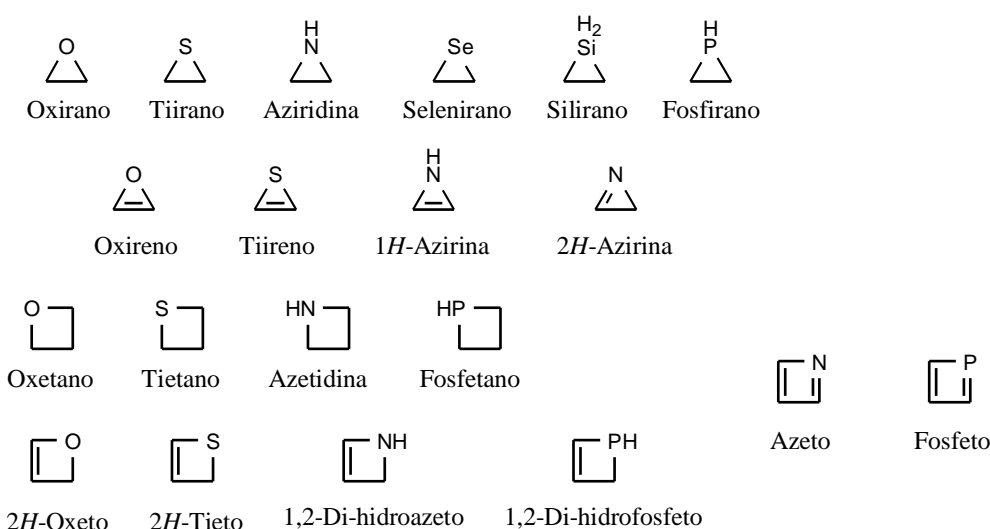 O S H N Se H2 Si H P
Oxirano Tiirano Aziridina Selenirano Silirano Fosfirano
O S H N N
Oxireno Tiireno 1H-Azirina 2H-Azirina
O S HN HP
Oxetano Tietano Azetidina Fosfetano
N P
Azeto Fosfeto
O S NH PH
2H-Oxeto 2H-Tieto 1,2-Di-hidroazeto 1,2-Di-hidrofosfeto